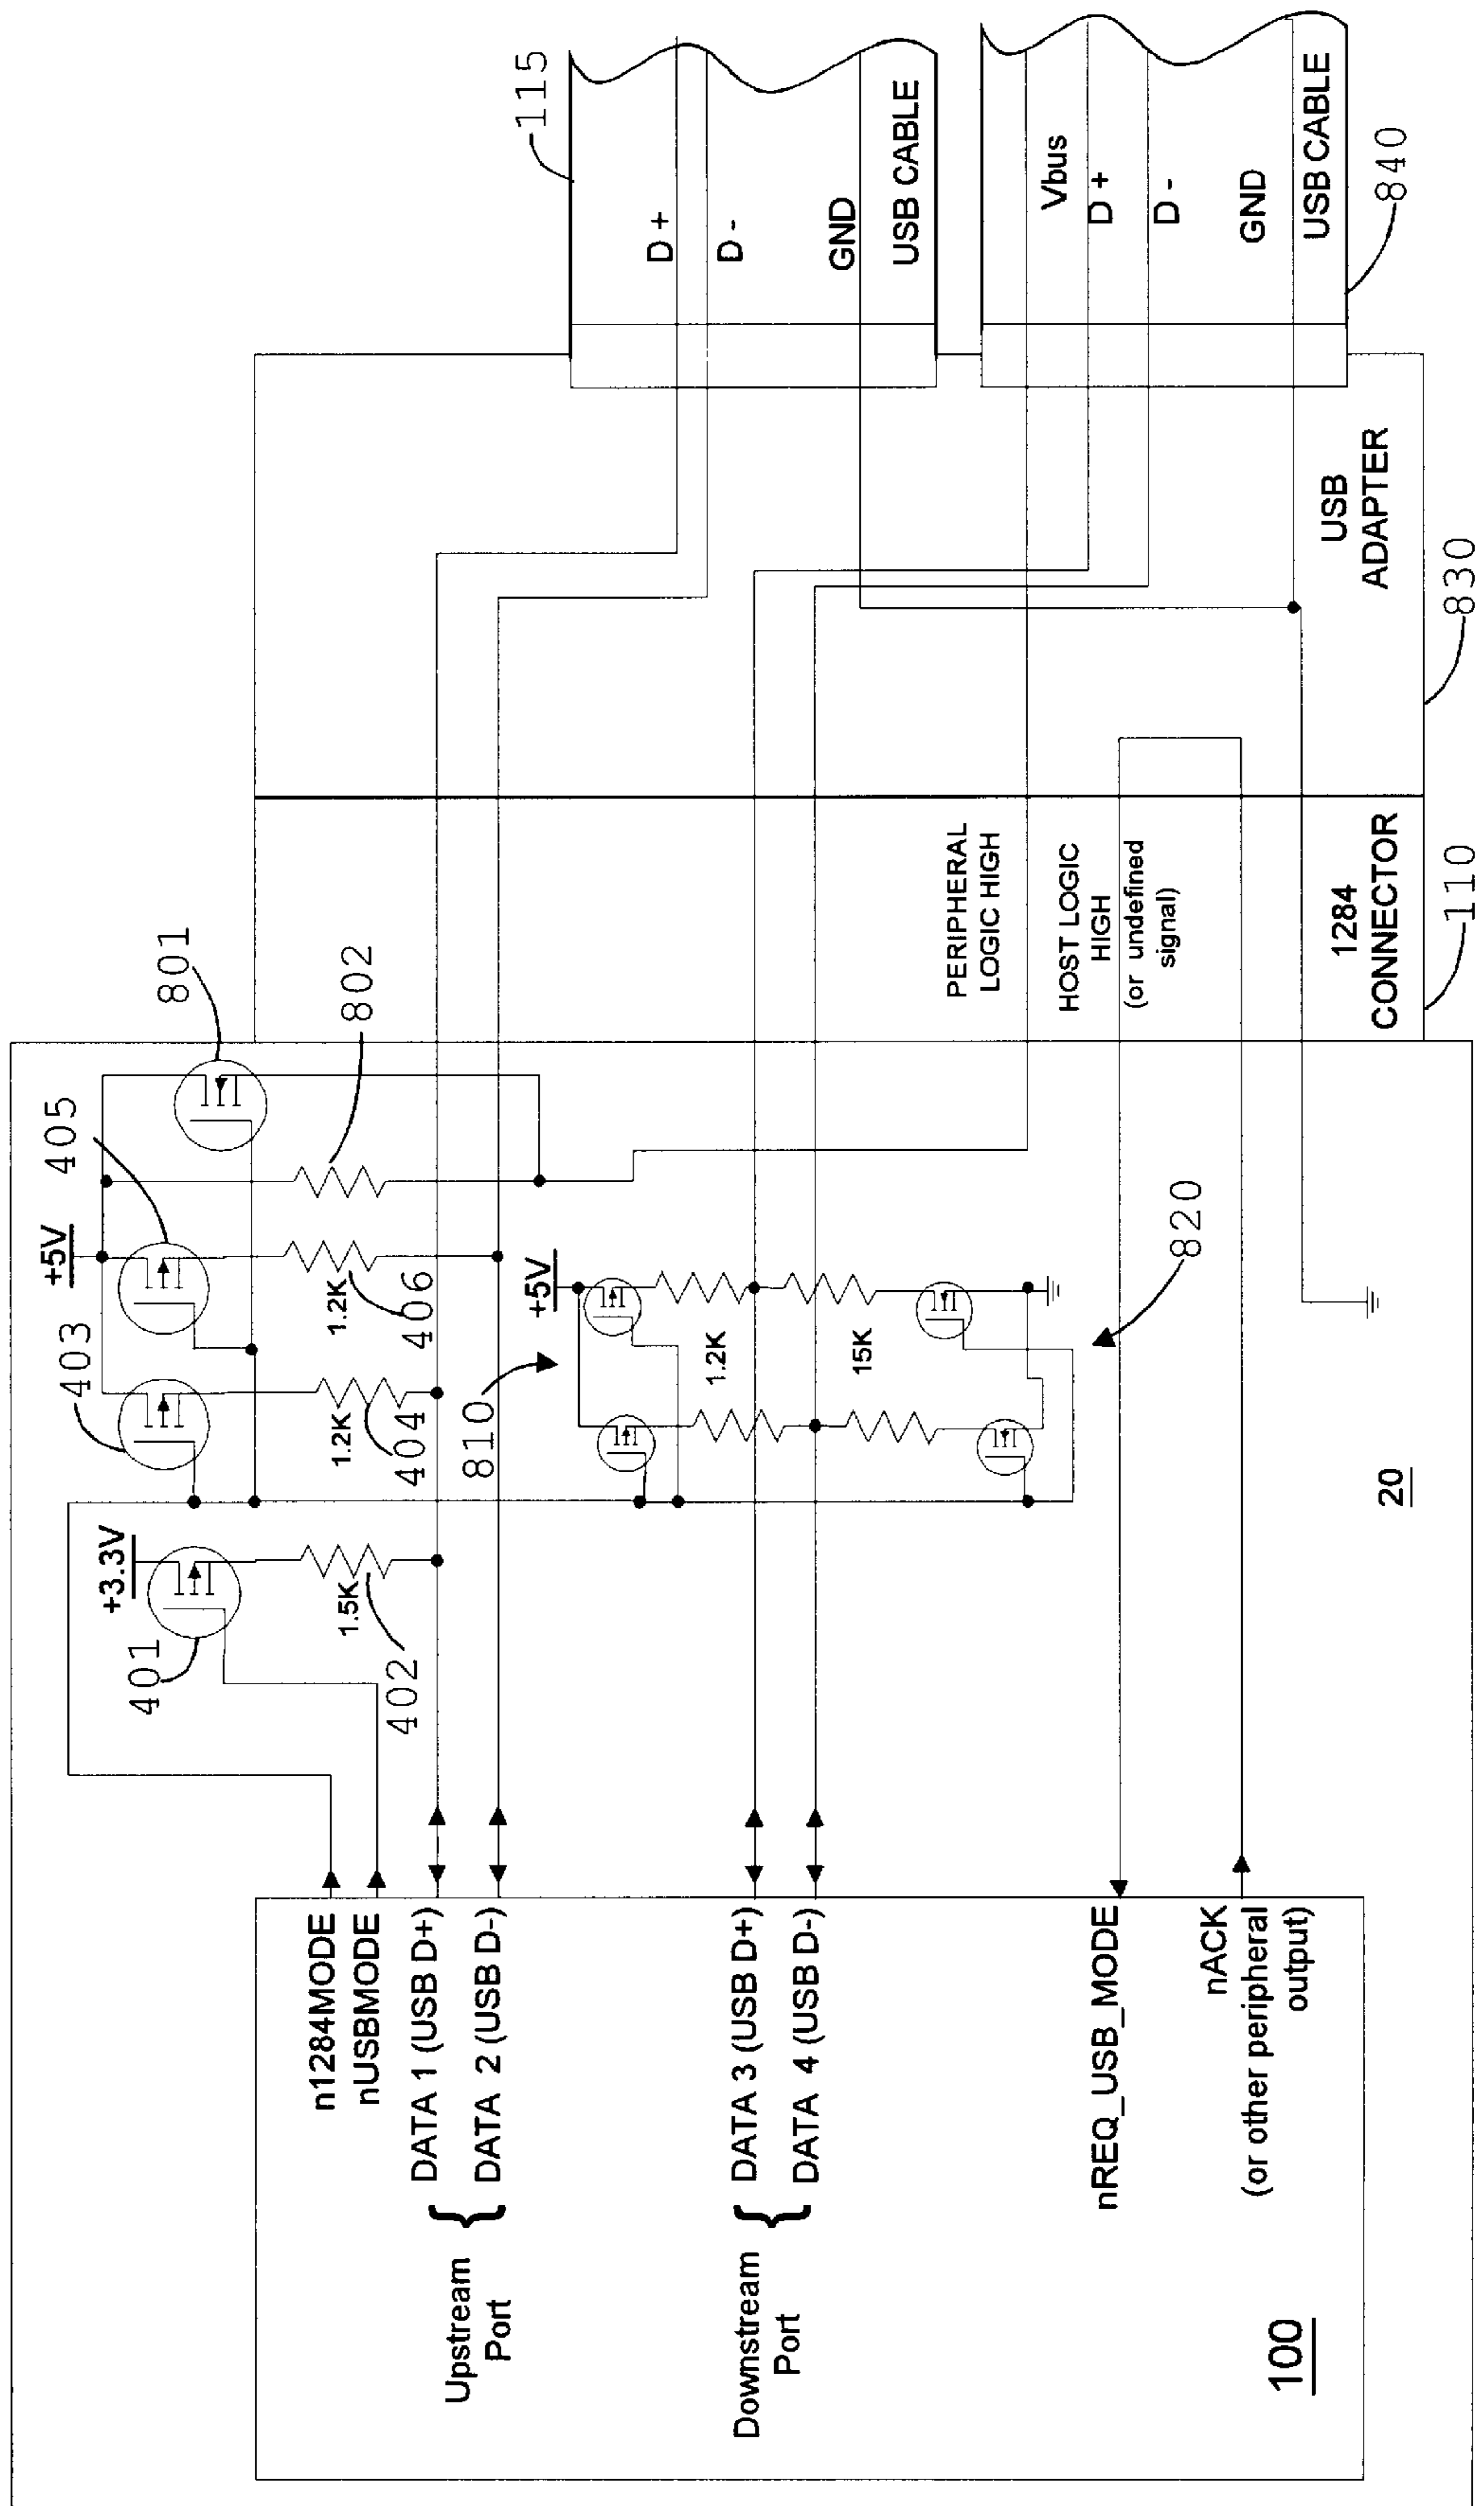 n1284MODE
nUSBMODE
DATA 1 (USB D+)
DATA 2 (USB D-)
Upstream
Port
{
DATA 3 (USB D+)
DATA 4 (USB D-)
Downstream
Port
{
nREQ_USB_MODE
nACK
(or other peripheral
output)
100
+3.3V
401
1.5K
402
403
1.2K
404
+5V
405
1.2K
406
801
802
810
+5V
1.2K
15K
820
20
PERIPHERAL
LOGIC HIGH
HOST LOGIC
HIGH
(or undefined
signal)
1284
CONNECTOR
110
USB
ADAPTER
830
115
D+
D-
GND
USB CABLE
Vbus
D+
D-
GND
USB CABLE
840